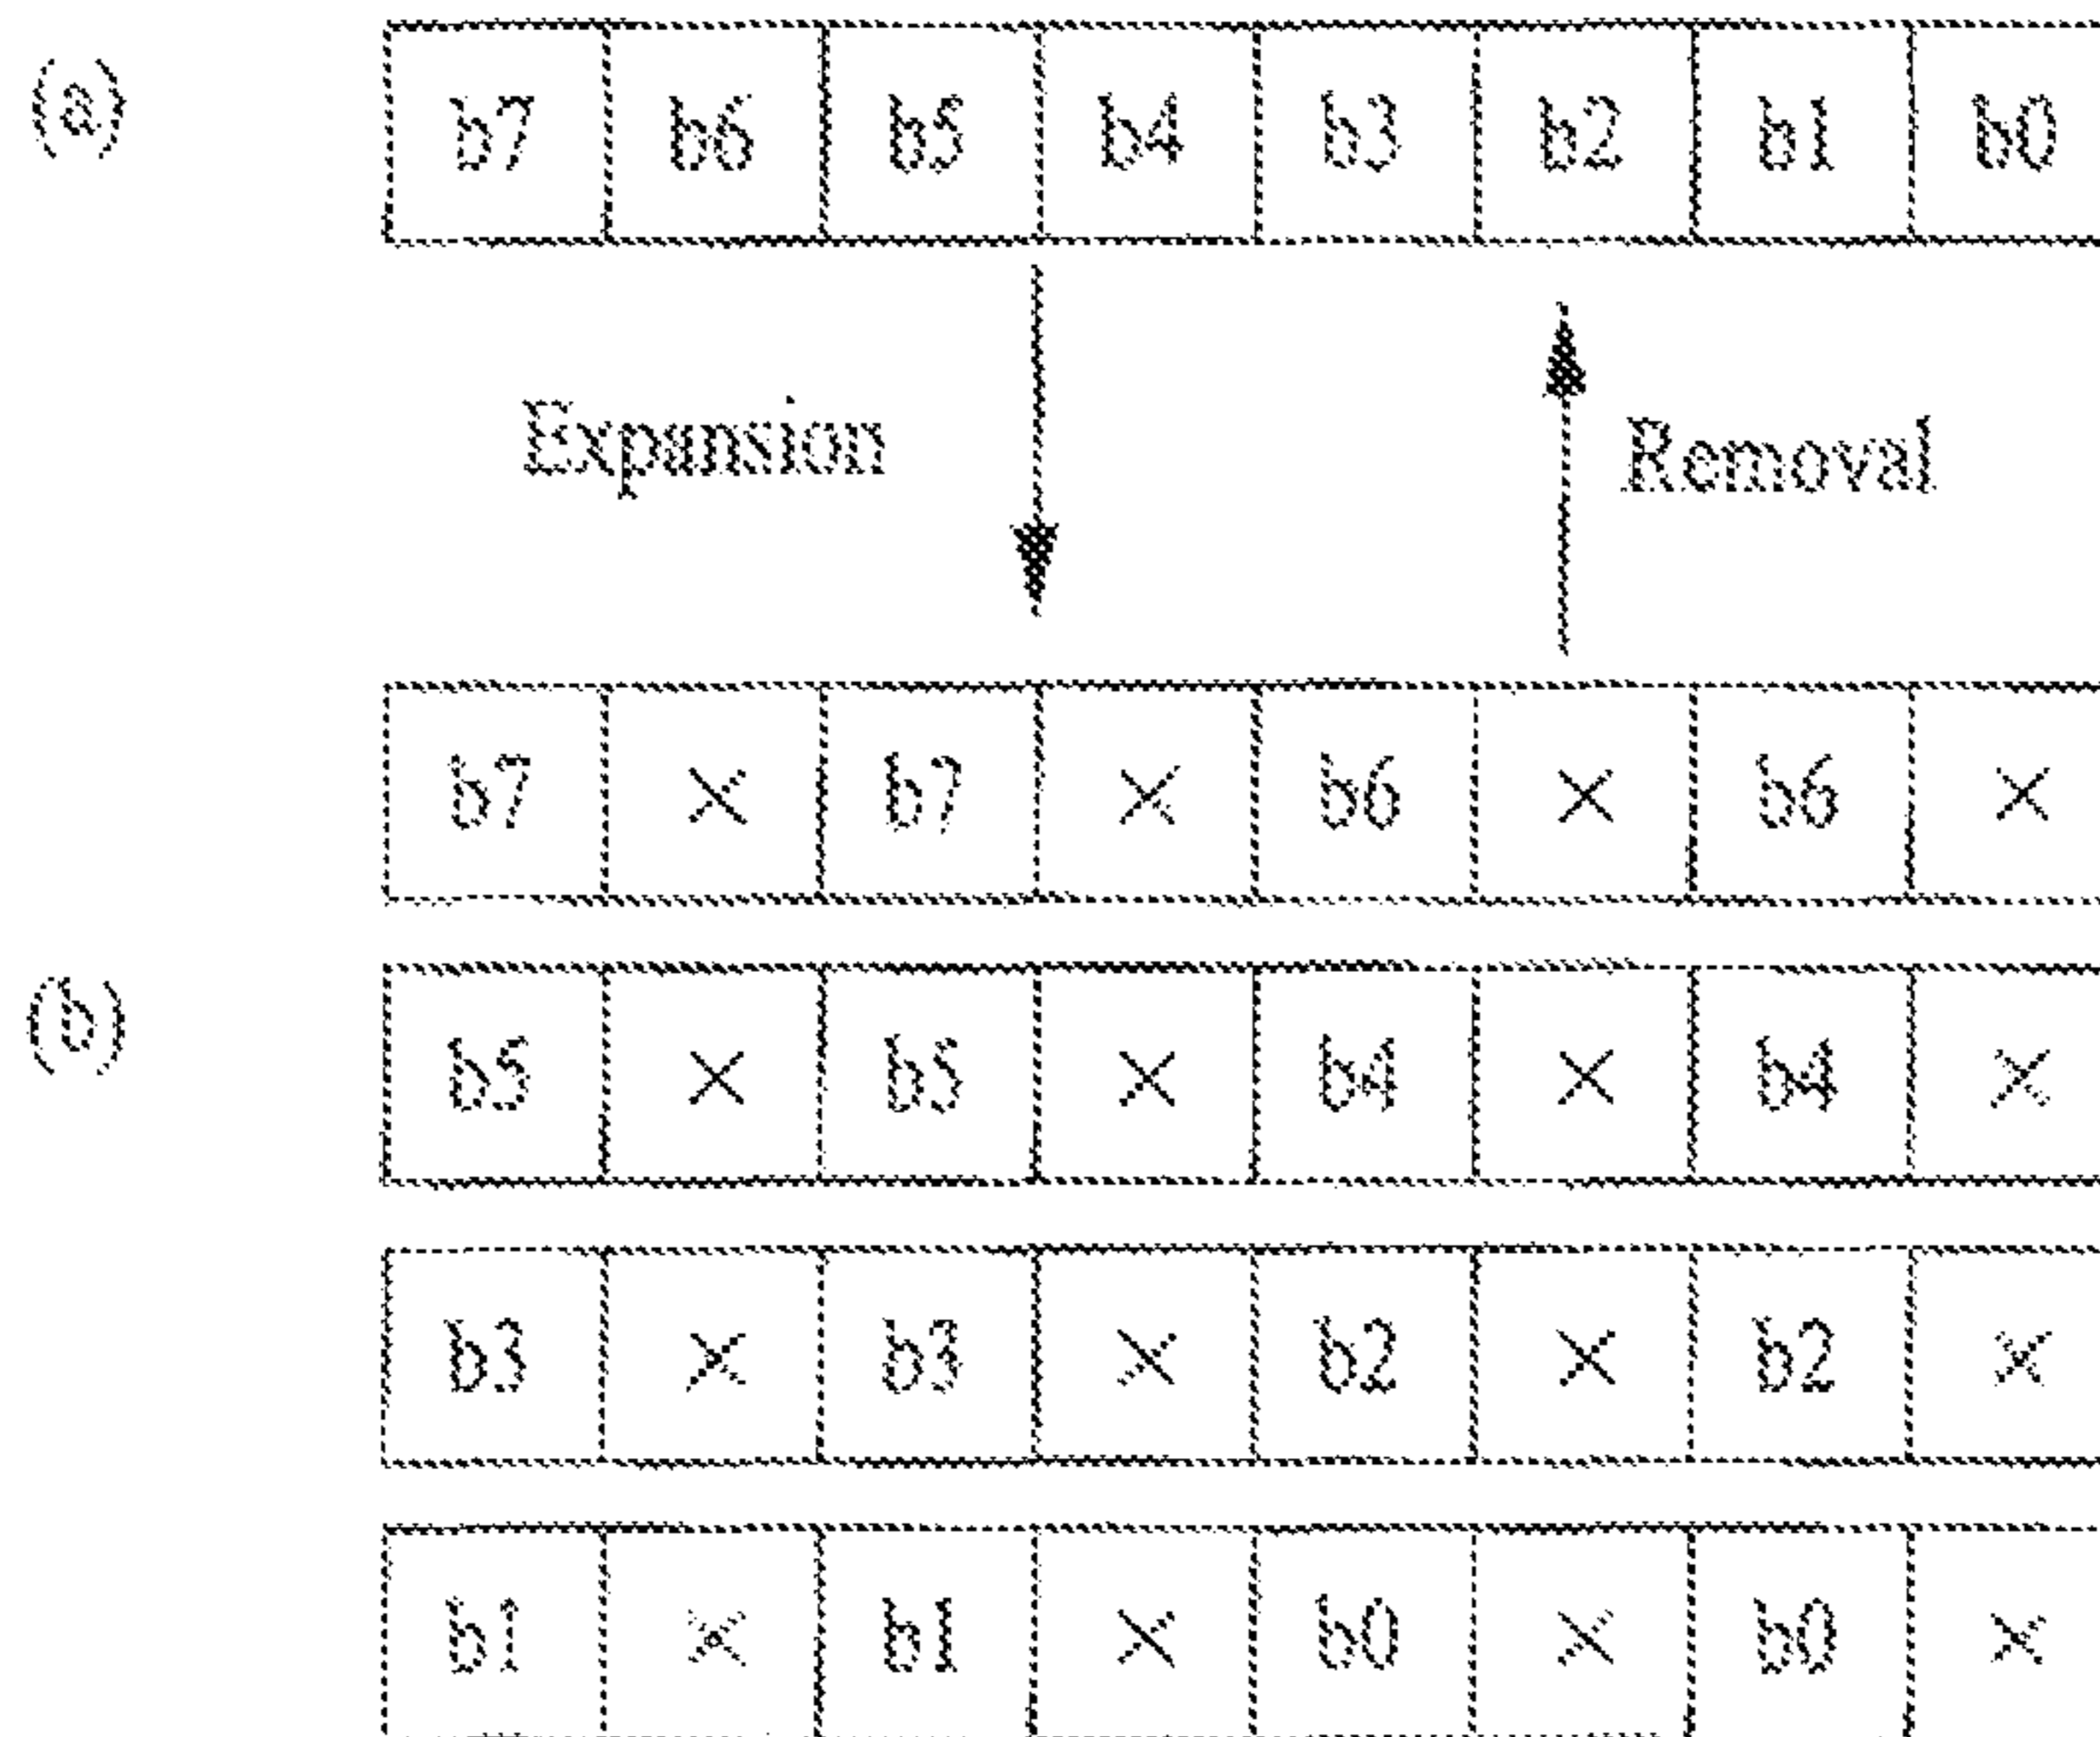 (a) b7 b6 b5 b4 b3 b2 b1 b0
Expansion Removal
b7 × b7 × b6 × b6 ×
(b) b5 × b5 × b4 × b4 ×
b3 × b3 × b2 × b2 ×
b1 × b1 × b0 × b0 ×